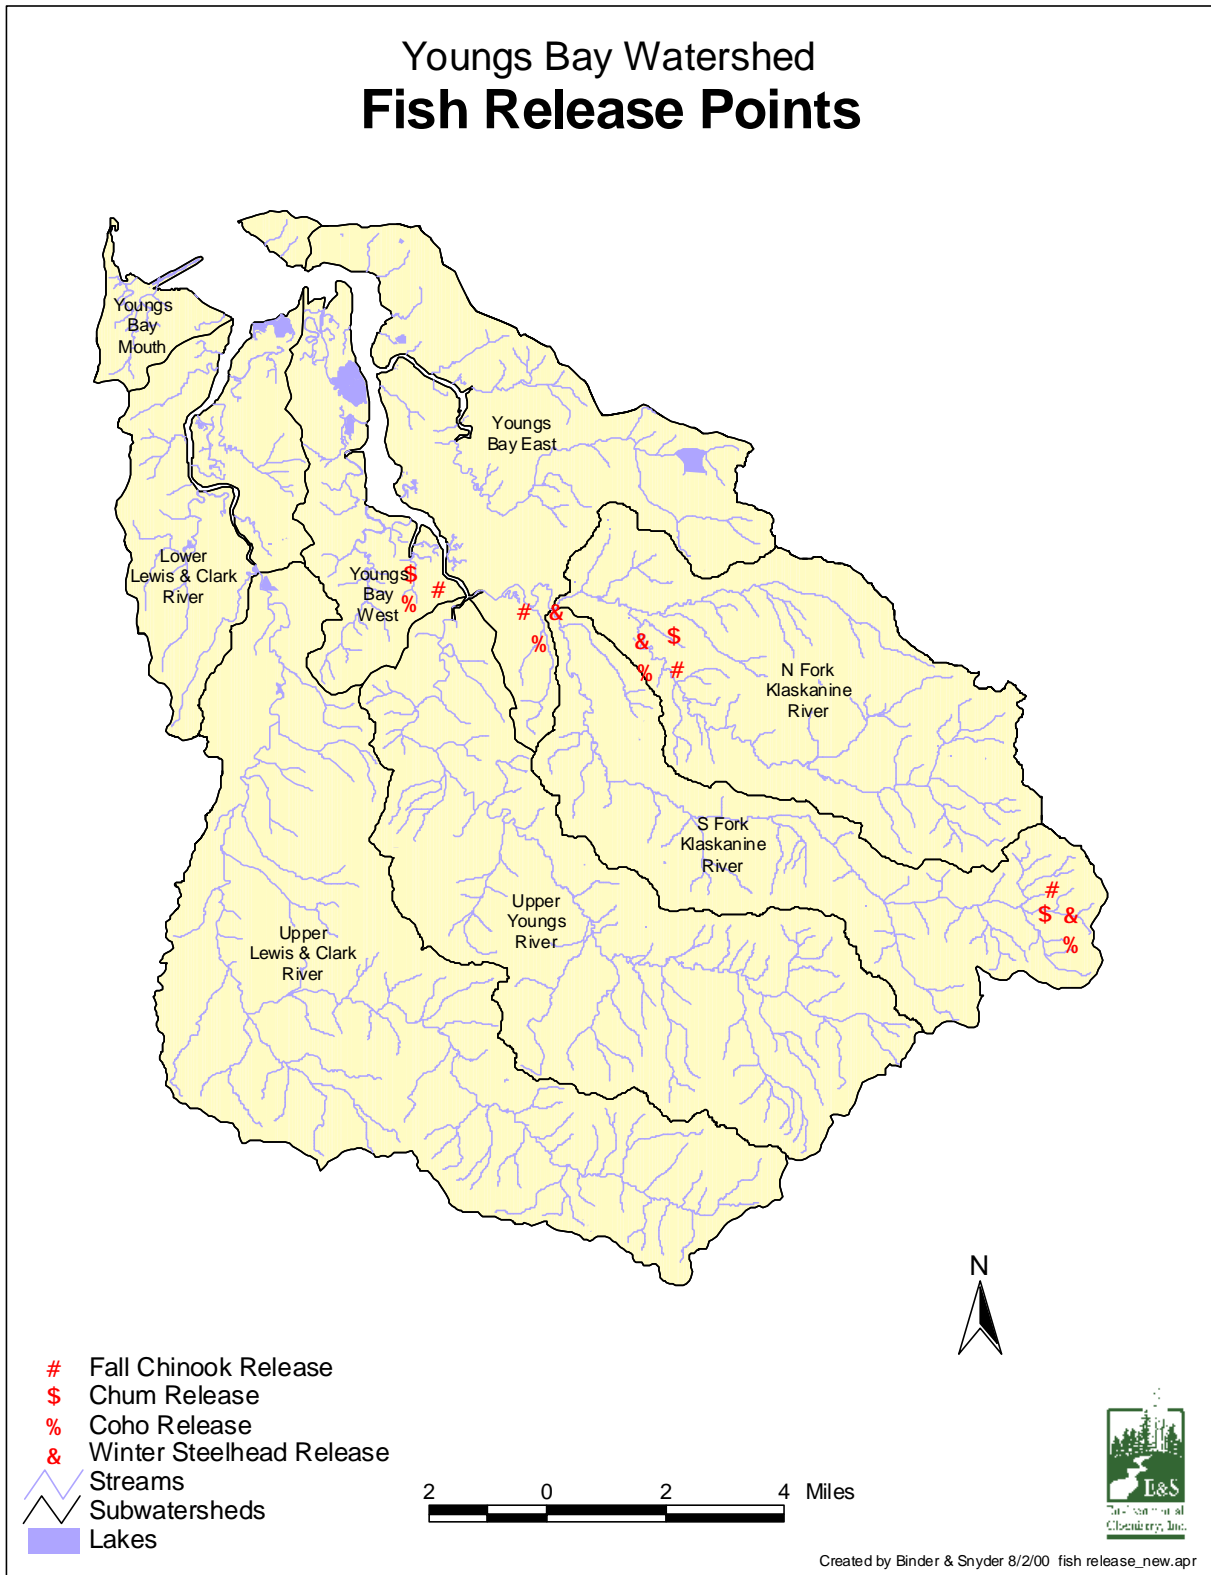 Youngs Bay Watershed
Fish Release Points
Youngs
Bay
Mouth
Youngs
Bay East
Lower
Lewis & Clark
River
Youngs
Bay
West
$
#
%
#
&
%
&
$
%
#
N Fork
Klaskanine
River
S Fork
Klaskanine
River
#
$ &
%
Upper
Youngs
River
Upper
Lewis & Clark
River
N
# Fall Chinook Release
$ Chum Release
% Coho Release
& Winter Steelhead Release
Streams
Subwatersheds
Lakes
2 0 2 4 Miles
E&S
Chemistry, Inc.
Created by Binder & Snyder 8/2/00 fish release_new.apr